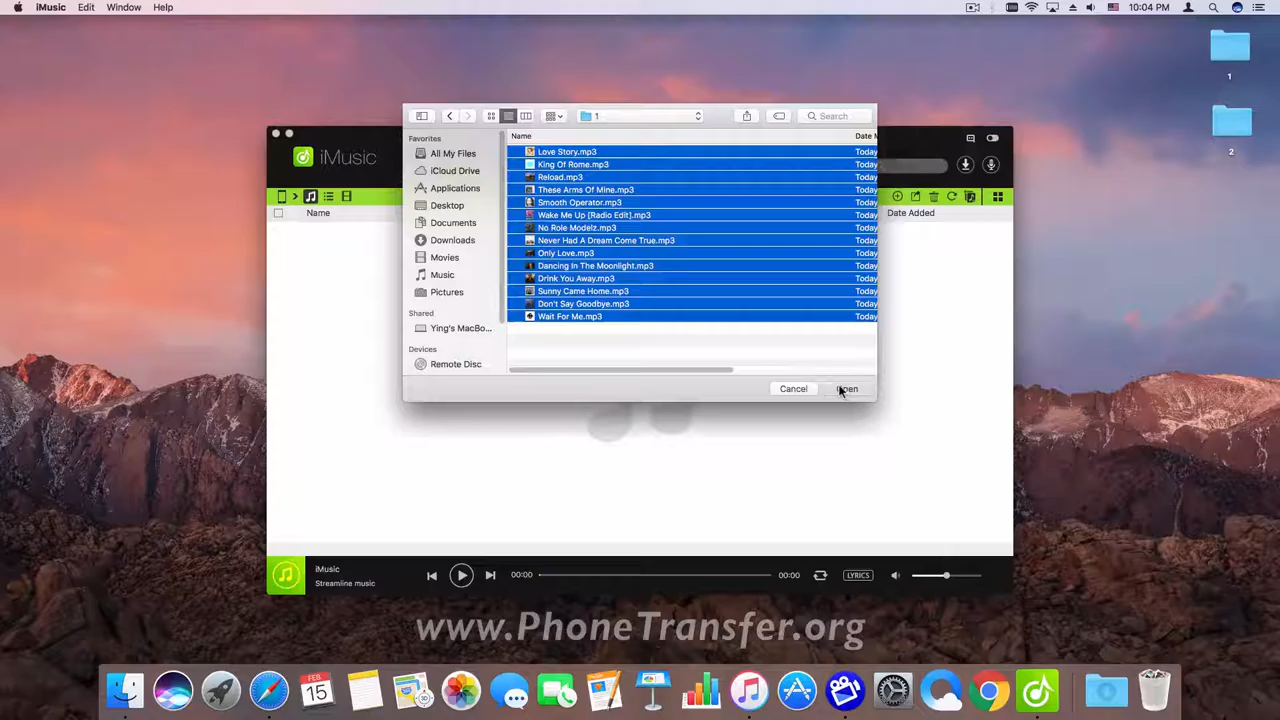 iMusic Edit Window Help 10:04 PM
1
2
1 Search
iMusic
Favorites
All My Files
iCloud Drive
Applications
Desktop
Documents
Downloads
Movies
Music
Pictures
Shared
Ying's MacBo...
Devices
Remote Disc
Name Date M
Love Story.mp3 Today
King Of Rome.mp3 Today
Reload.mp3 Today
These Arms Of Mine.mp3 Today
Smooth Operator.mp3 Today
Wake Me Up [Radio Edit].mp3 Today
No Role Modelz.mp3 Today
Never Had A Dream Come True.mp3 Today
Only Love.mp3 Today
Dancing In The Moonlight.mp3 Today
Drink You Away.mp3 Today
Sunny Came Home.mp3 Today
Don't Say Goodbye.mp3 Today
Wait For Me.mp3 Today
Cancel Open
Name Date Added
iMusic
Streamline music
00:00 00:00 LYRICS
www.PhoneTransfer.org
FEB
15